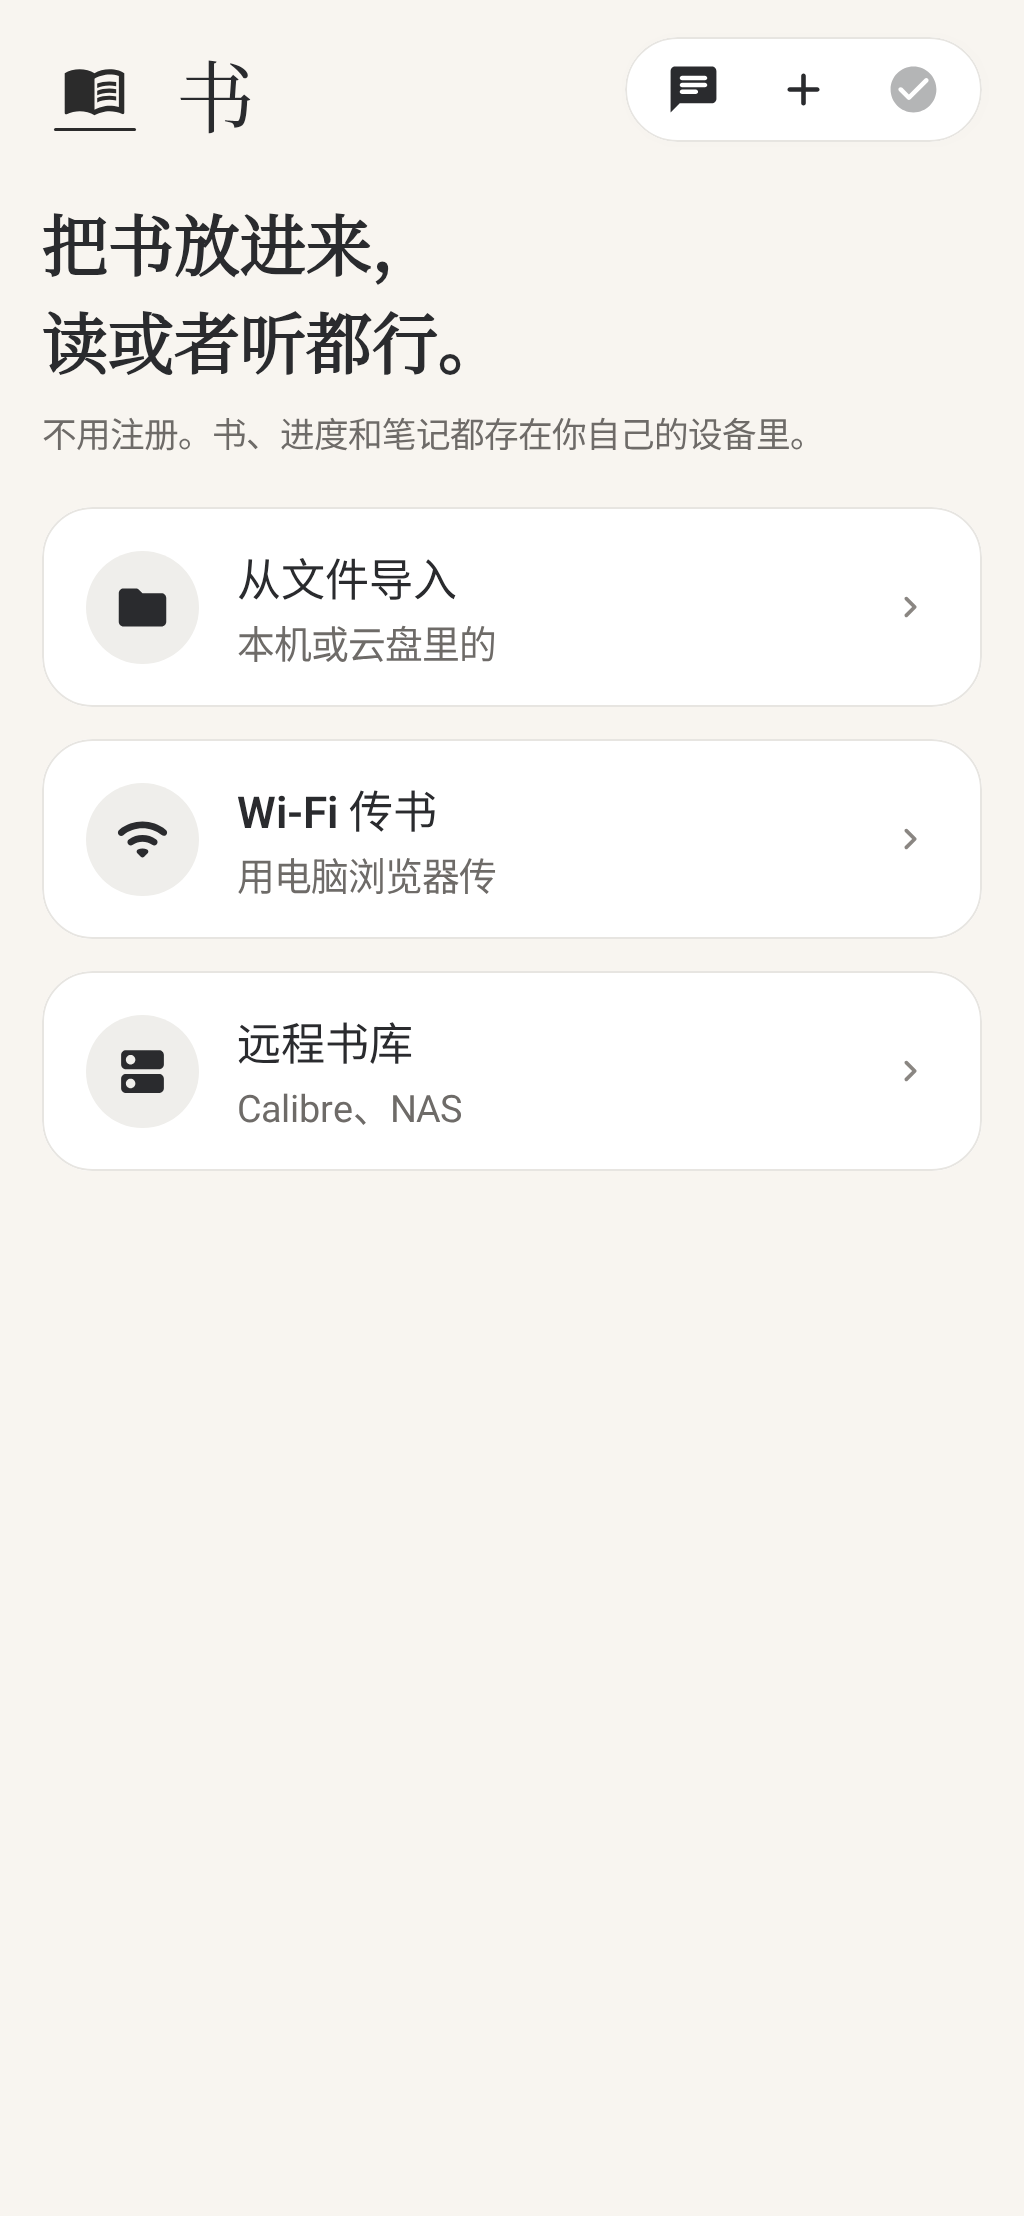 书
把书放进来，
读或者听都行。
不用注册。书、进度和笔记都存在你自己的设备里。
从文件导入
本机或云盘里的
Wi-Fi 传书
用电脑浏览器传
远程书库
Calibre、NAS